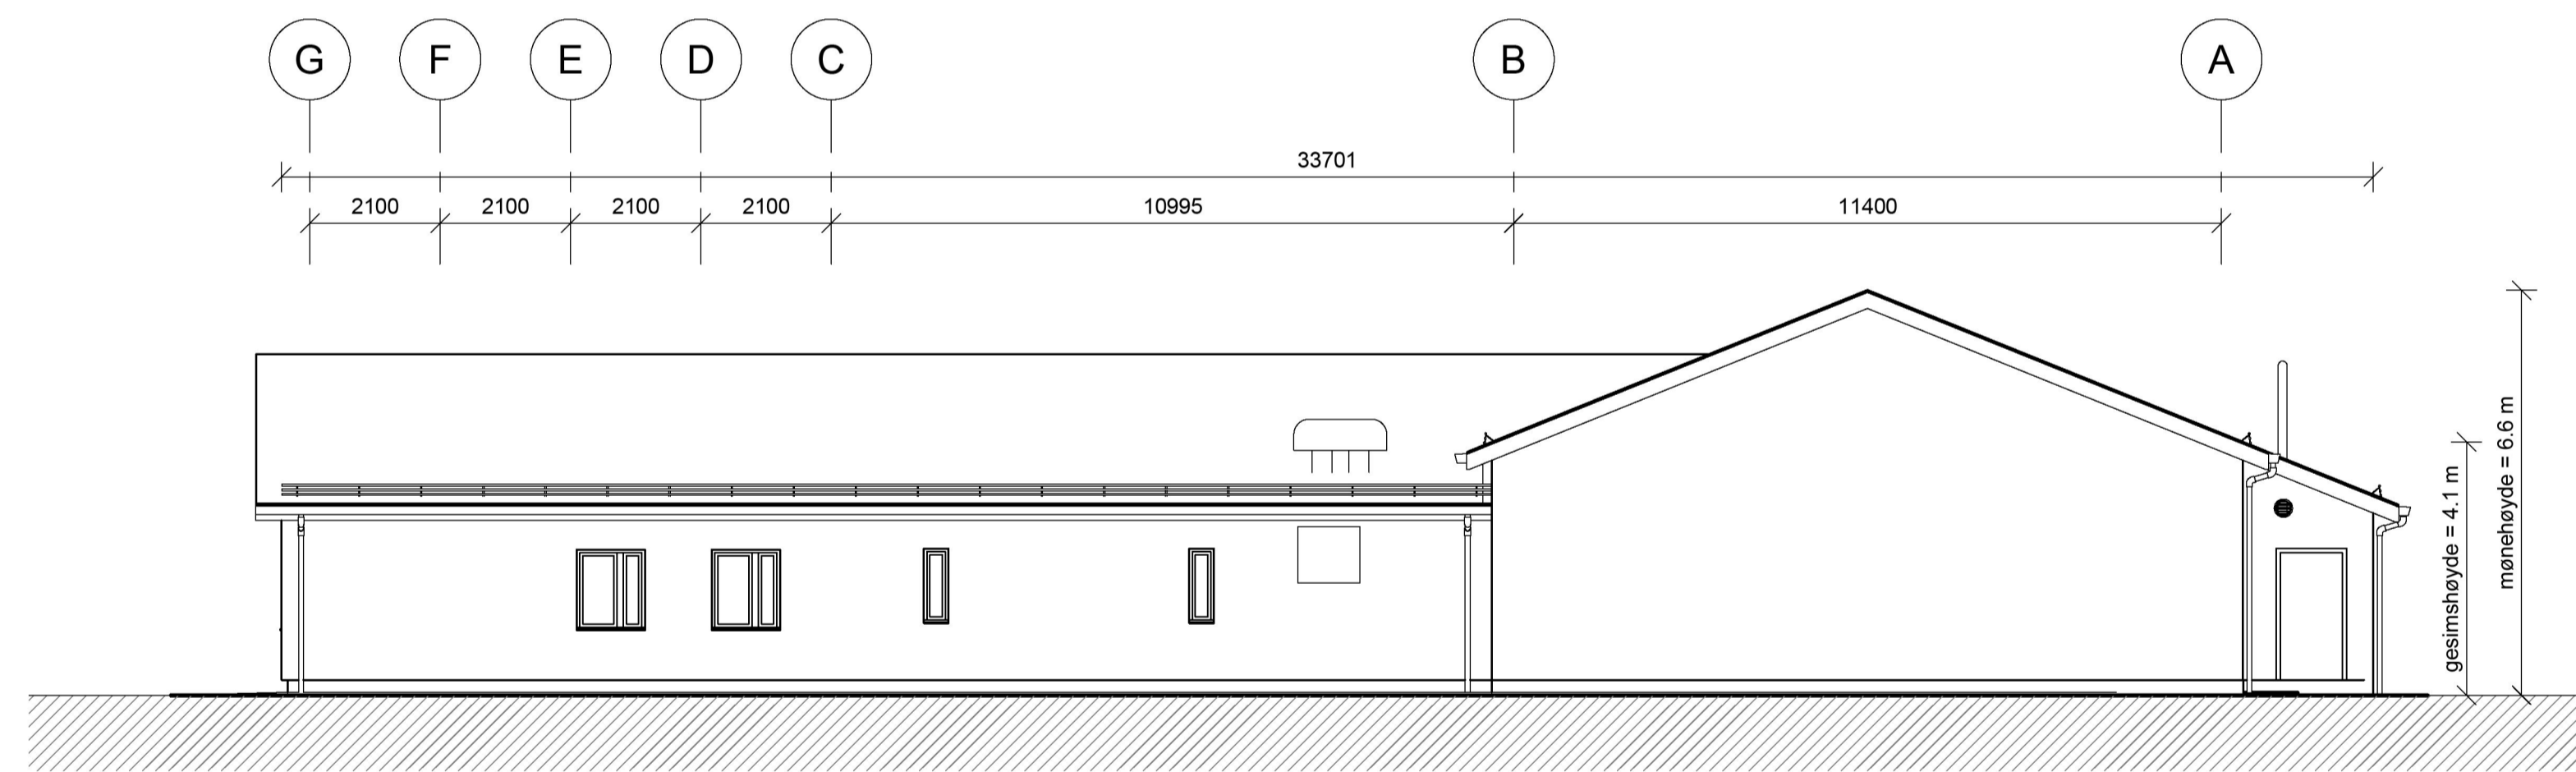 G F E D C B A
33701
2100 2100 2100 2100 10995 11400
gesimshøyde = 4.1 m
mønehøyde = 6.6 m